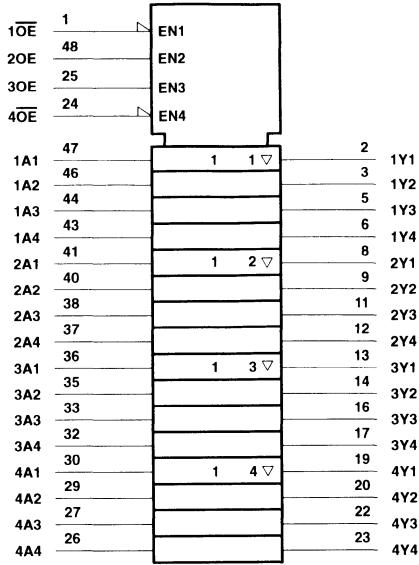 1O̅E̅ 1 EN1
2OE 48 EN2
3OE 25 EN3
4O̅E̅ 24 EN4
1A1 47 1 1 ▽ 2 1Y1
1A2 46 3 1Y2
1A3 44 5 1Y3
1A4 43 6 1Y4
2A1 41 1 2 ▽ 8 2Y1
2A2 40 9 2Y2
2A3 38 11 2Y3
2A4 37 12 2Y4
3A1 36 1 3 ▽ 13 3Y1
3A2 35 14 3Y2
3A3 33 16 3Y3
3A4 32 17 3Y4
4A1 30 1 4 ▽ 19 4Y1
4A2 29 20 4Y2
4A3 27 22 4Y3
4A4 26 23 4Y4